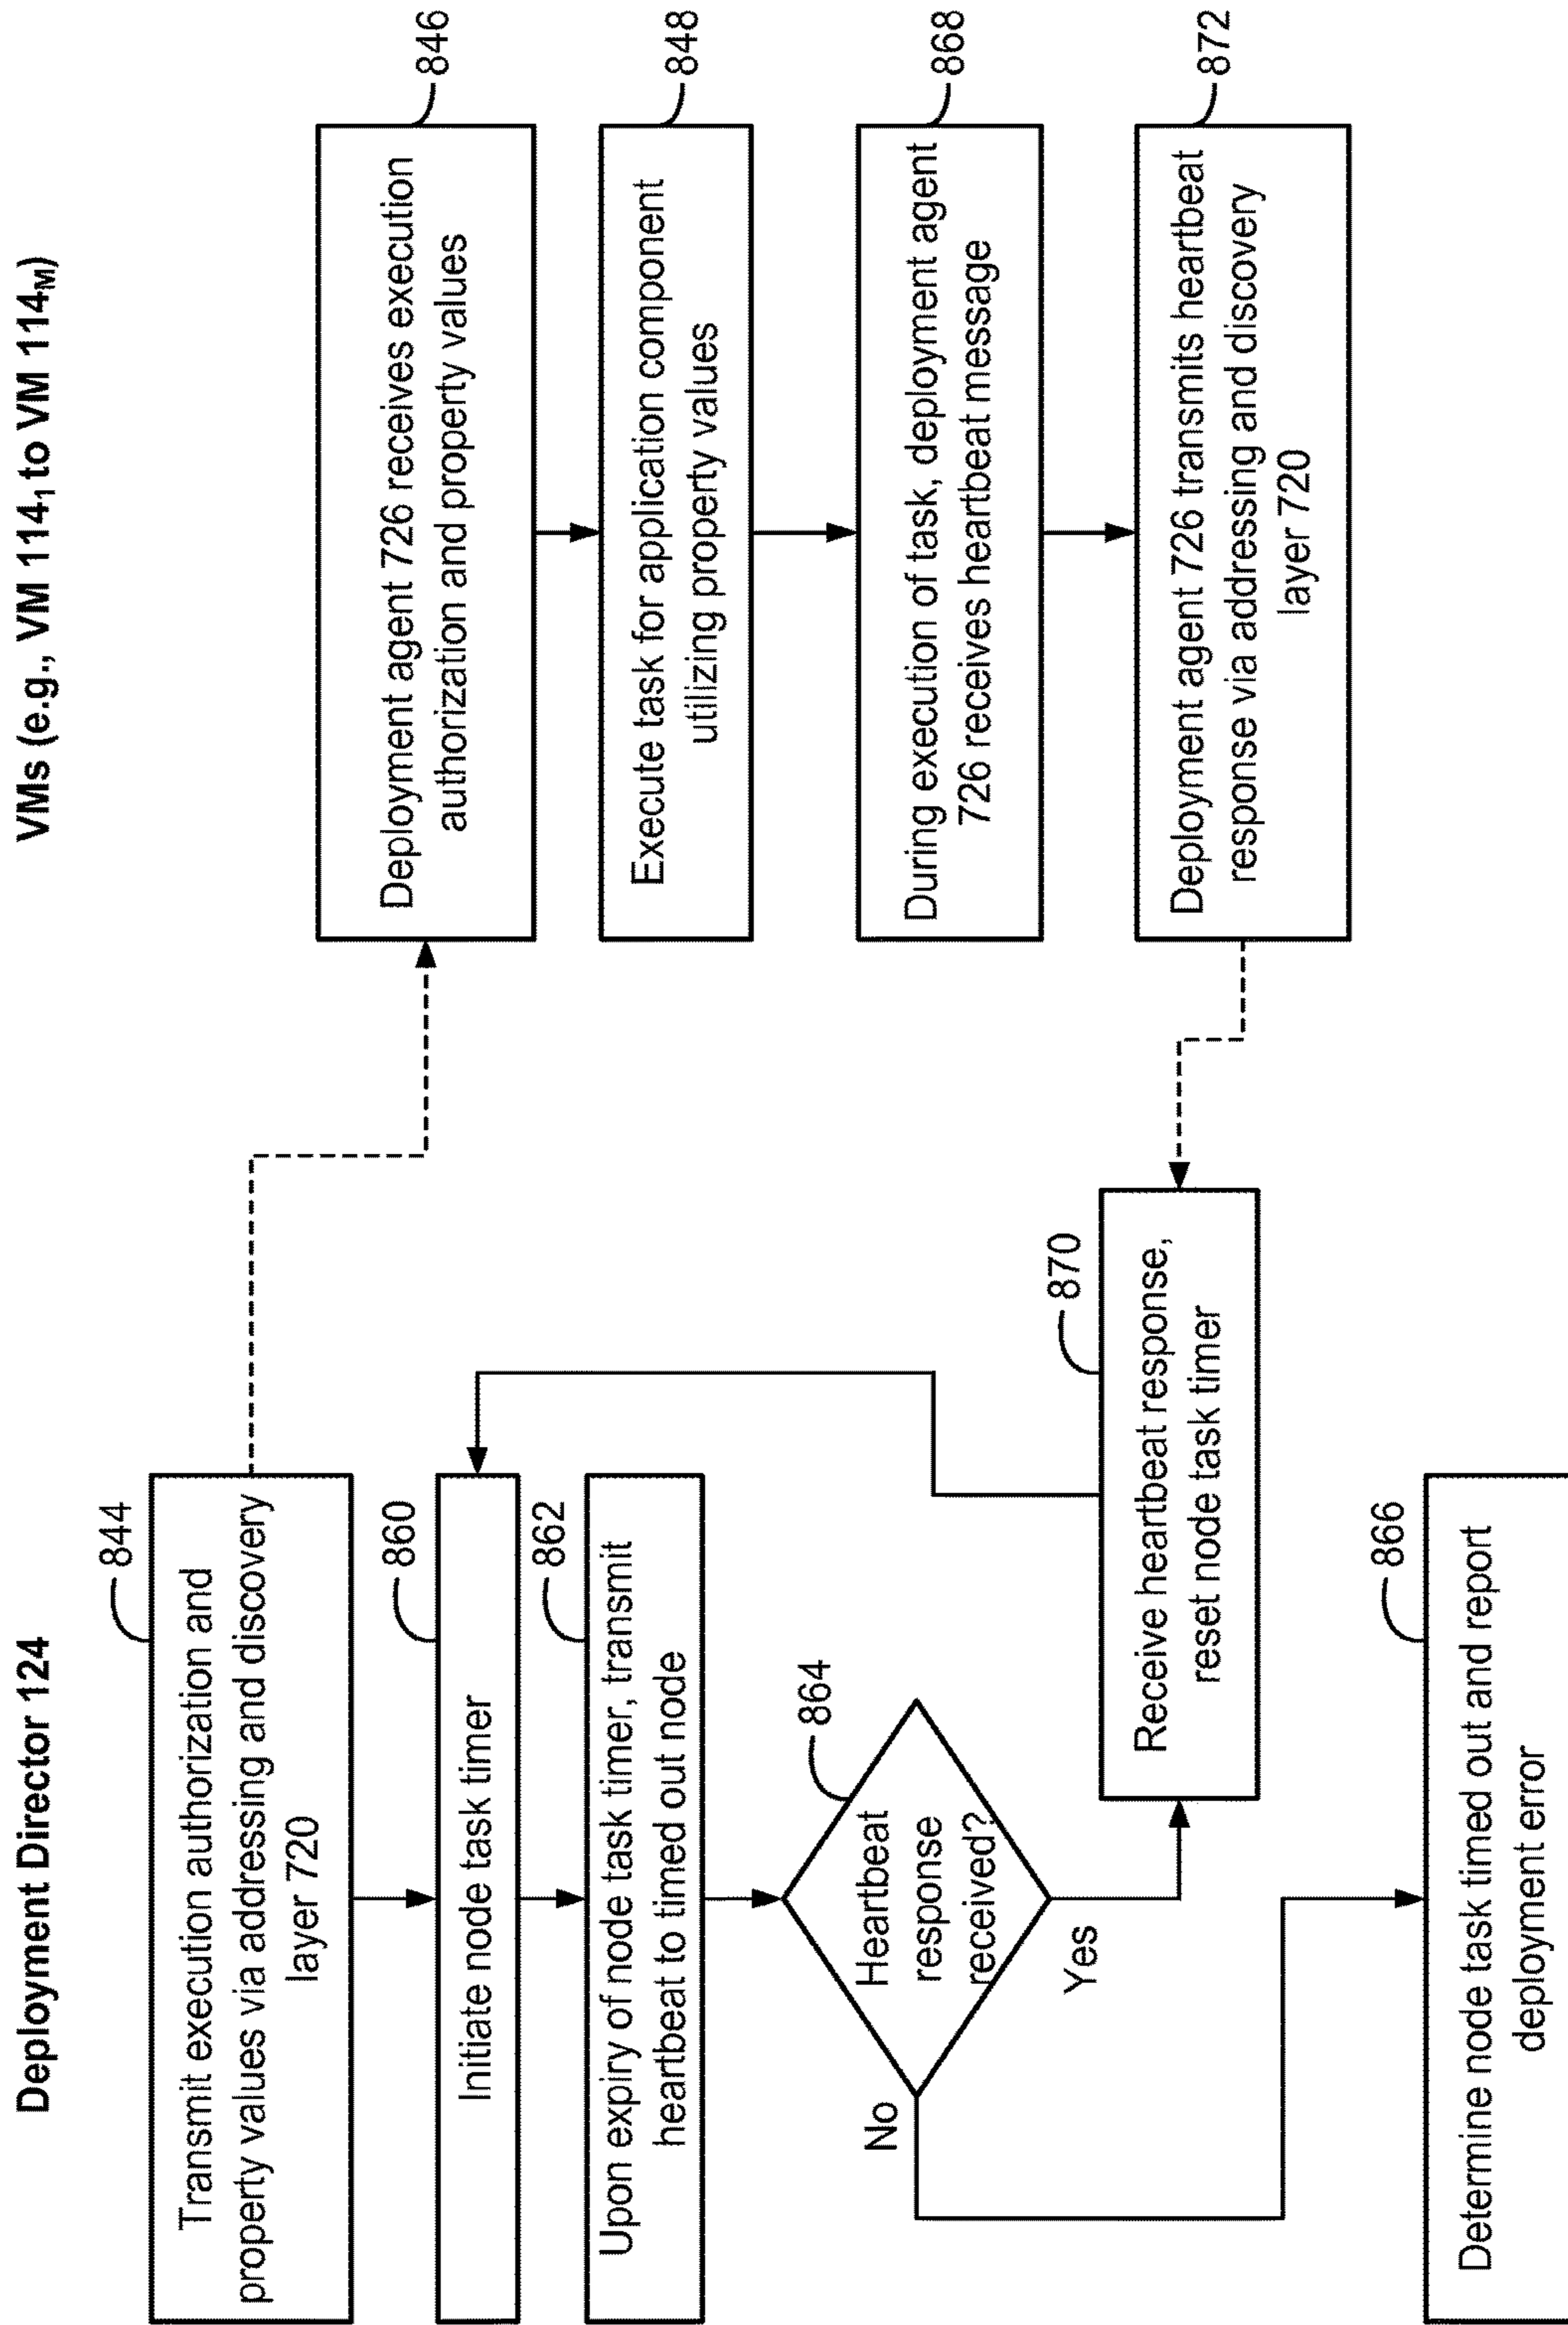 Deployment Director 124
VMs (e.g., VM 114₁ to VM 114ₘ)
844
Transmit execution authorization and
property values via addressing and discovery
layer 720
860
Initiate node task timer
862
Upon expiry of node task timer, transmit
heartbeat to timed out node
864
Heartbeat
response
received?
No
Yes
870
Receive heartbeat response,
reset node task timer
866
Determine node task timed out and report
deployment error
846
Deployment agent 726 receives execution
authorization and property values
848
Execute task for application component
utilizing property values
868
During execution of task, deployment agent
726 receives heartbeat message
872
Deployment agent 726 transmits heartbeat
response via addressing and discovery
layer 720